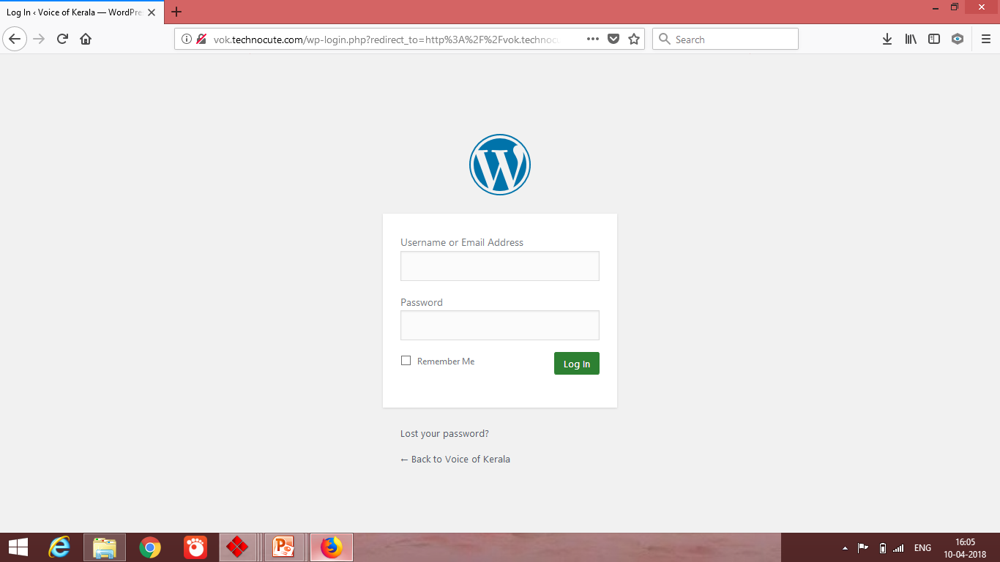 Log In ‹ Voice of Kerala — WordPre
vok.technocute.com/wp-login.php?redirect_to=http%3A%2F%2Fvok.technocu
Search
Username or Email Address
Password
Remember Me
Log In
Lost your password?
← Back to Voice of Kerala
ENG
16:05
10-04-2018